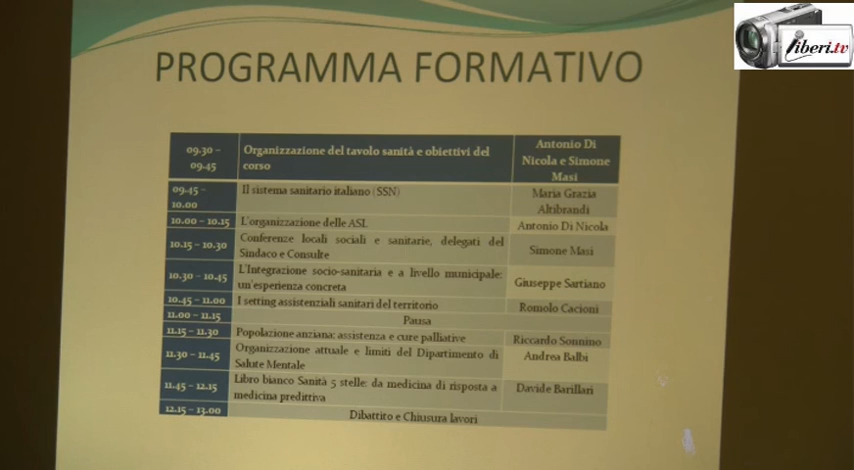 liberi.tv
PROGRAMMA FORMATIVO
09.30 –
09.45
Organizzazione del tavolo sanità e obiettivi del
corso
Antonio Di
Nicola e Simone
Masi
09.45 –
10.00
Il sistema sanitario italiano (SSN)
Maria Grazia
Altibrandi
10.00 – 10.15
L'organizzazione delle ASL
Antonio Di Nicola
10.15 – 10.30
Conferenze locali sociali e sanitarie, delegati del
Sindaco e Consulte
Simone Masi
10.30 – 10.45
L'Integrazione socio-sanitaria e a livello municipale:
un'esperienza concreta
Giuseppe Sartiano
10.45 – 11.00
I setting assistenziali sanitari del territorio
Romolo Cacioni
11.00 – 11.15
Pausa
11.15 – 11.30
Popolazione anziana: assistenza e cure palliative
Riccardo Sonnino
11.30 – 11.45
Organizzazione attuale e limiti del Dipartimento di
Salute Mentale
Andrea Balbi
11.45 – 12.15
Libro bianco Sanità 5 stelle: da medicina di risposta a
medicina predittiva
Davide Barillari
12.15 – 13.00
Dibattito e Chiusura lavori